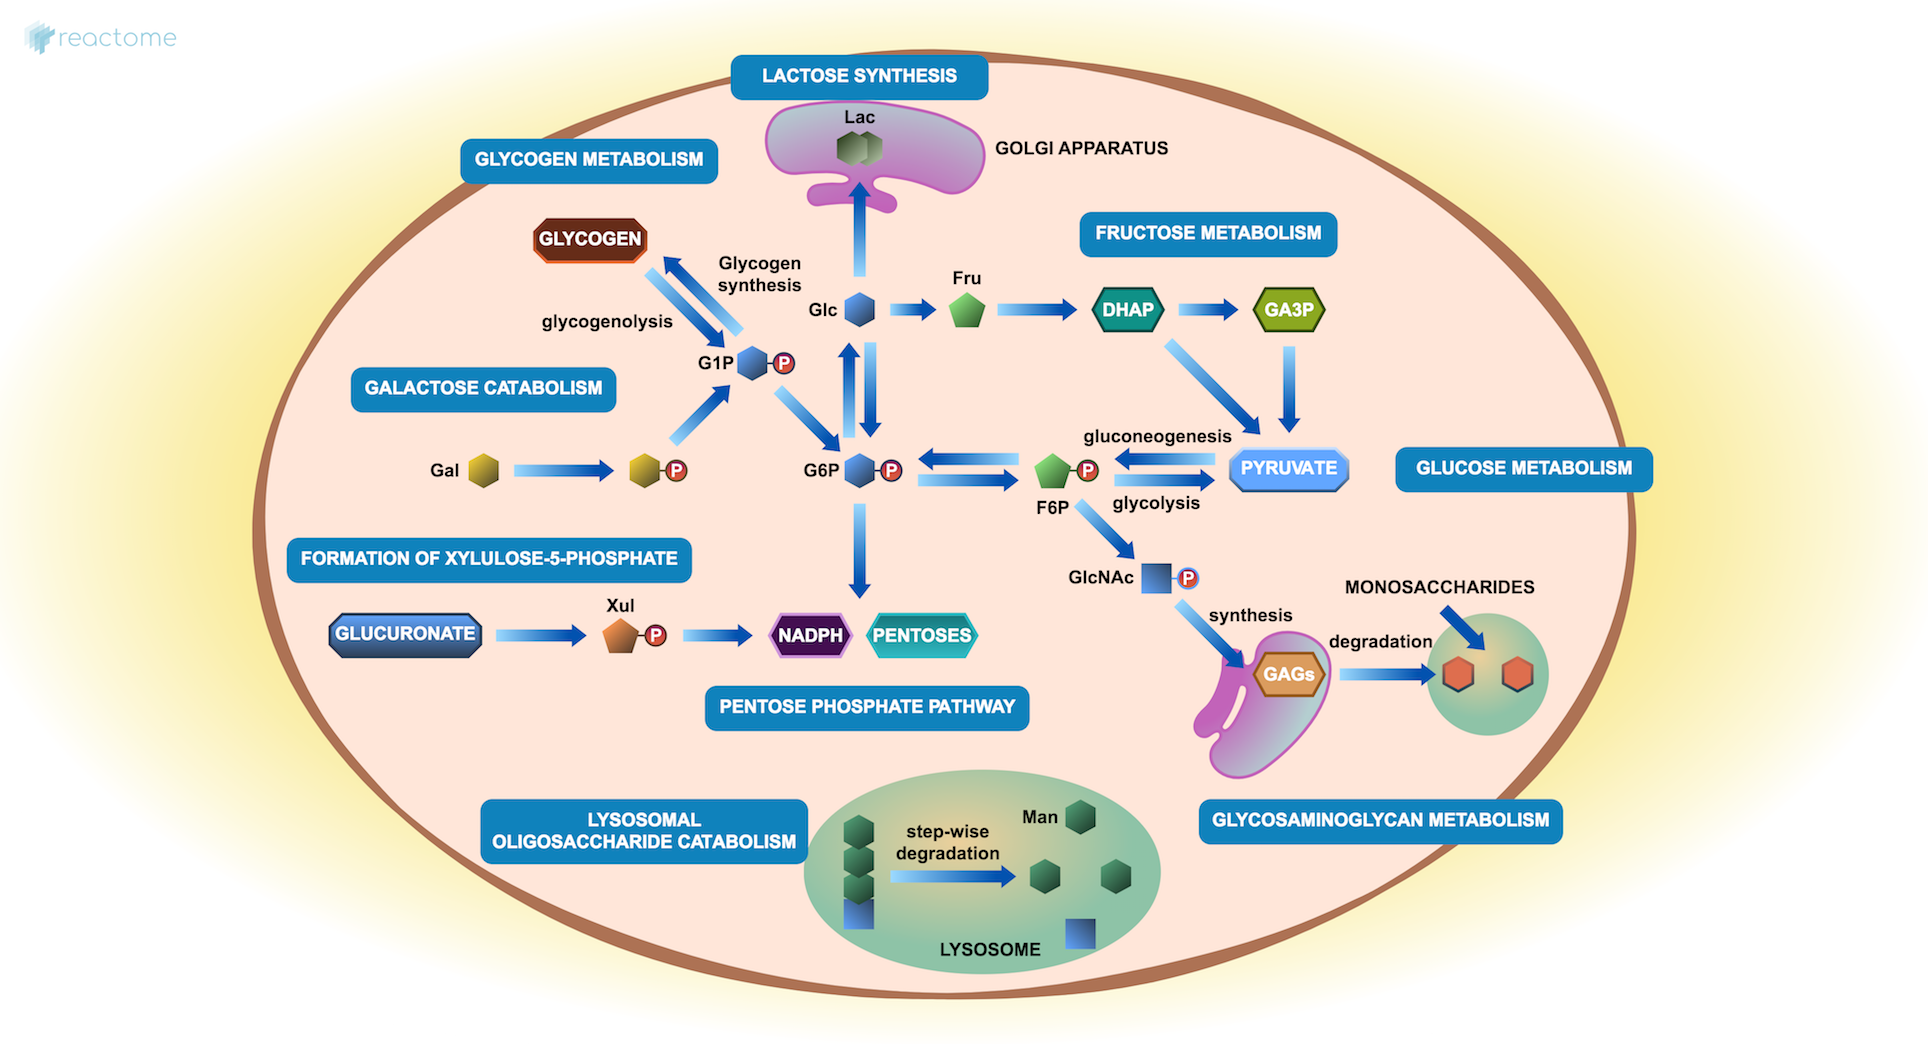 reactome
LACTOSE SYNTHESIS
Lac
GOLGI APPARATUS
GLYCOGEN METABOLISM
GLYCOGEN
Glycogen
synthesis
glycogenolysis
FRUCTOSE METABOLISM
Glc
Fru
DHAP
GA3P
G1P
P
GALACTOSE CATABOLISM
Gal
P
G6P
P
F6P
P
gluconeogenesis
glycolysis
PYRUVATE
GLUCOSE METABOLISM
FORMATION OF XYLULOSE-5-PHOSPHATE
GLUCURONATE
Xul
P
NADPH
PENTOSES
PENTOSE PHOSPHATE PATHWAY
GlcNAc
P
synthesis
GAGs
degradation
MONOSACCHARIDES
GLYCOSAMINOGLYCAN METABOLISM
LYSOSOMAL
OLIGOSACCHARIDE CATABOLISM
step-wise
degradation
Man
LYSOSOME